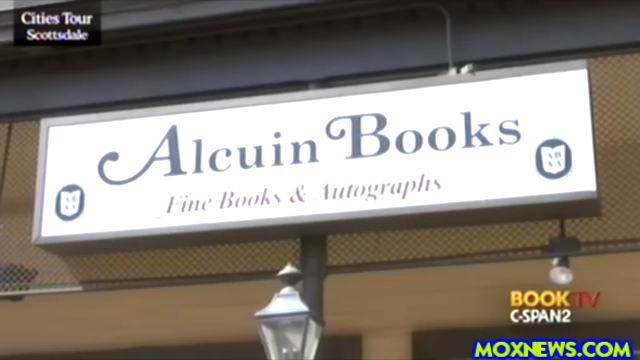 Cities Tour
Scottsdale
Alcuin Books
Fine Books & Autographs
BOOK TV
C-SPAN2
MOXNEWS.COM